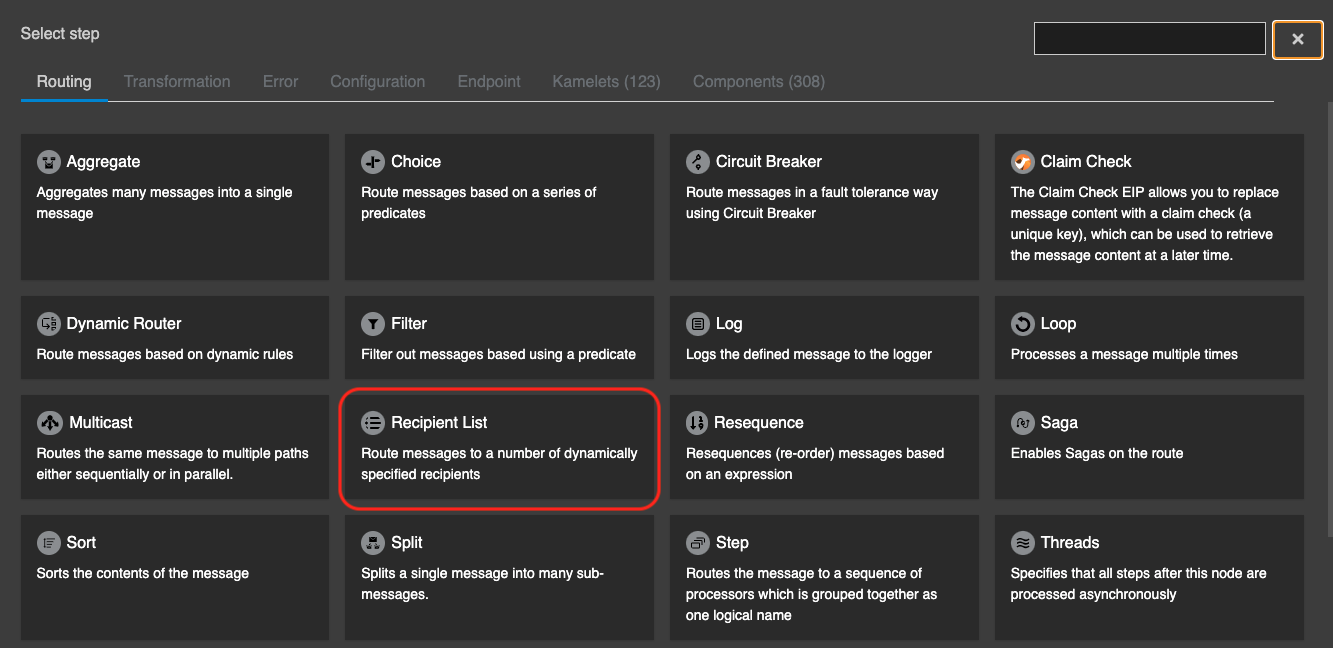 Select step
Routing
Transformation
Error
Configuration
Endpoint
Kamelets (123)
Components (308)
Aggregate
Aggregates many messages into a single
message
Choice
Route messages based on a series of
predicates
Circuit Breaker
Route messages in a fault tolerance way
using Circuit Breaker
Claim Check
The Claim Check EIP allows you to replace
message content with a claim check (a
unique key), which can be used to retrieve
the message content at a later time.
Dynamic Router
Route messages based on dynamic rules
Filter
Filter out messages based using a predicate
Log
Logs the defined message to the logger
Loop
Processes a message multiple times
Multicast
Routes the same message to multiple paths
either sequentially or in parallel.
Recipient List
Route messages to a number of dynamically
specified recipients
Resequence
Resequences (re-order) messages based
on an expression
Saga
Enables Sagas on the route
Sort
Sorts the contents of the message
Split
Splits a single message into many sub-
messages.
Step
Routes the message to a sequence of
processors which is grouped together as
one logical name
Threads
Specifies that all steps after this node are
processed asynchronously